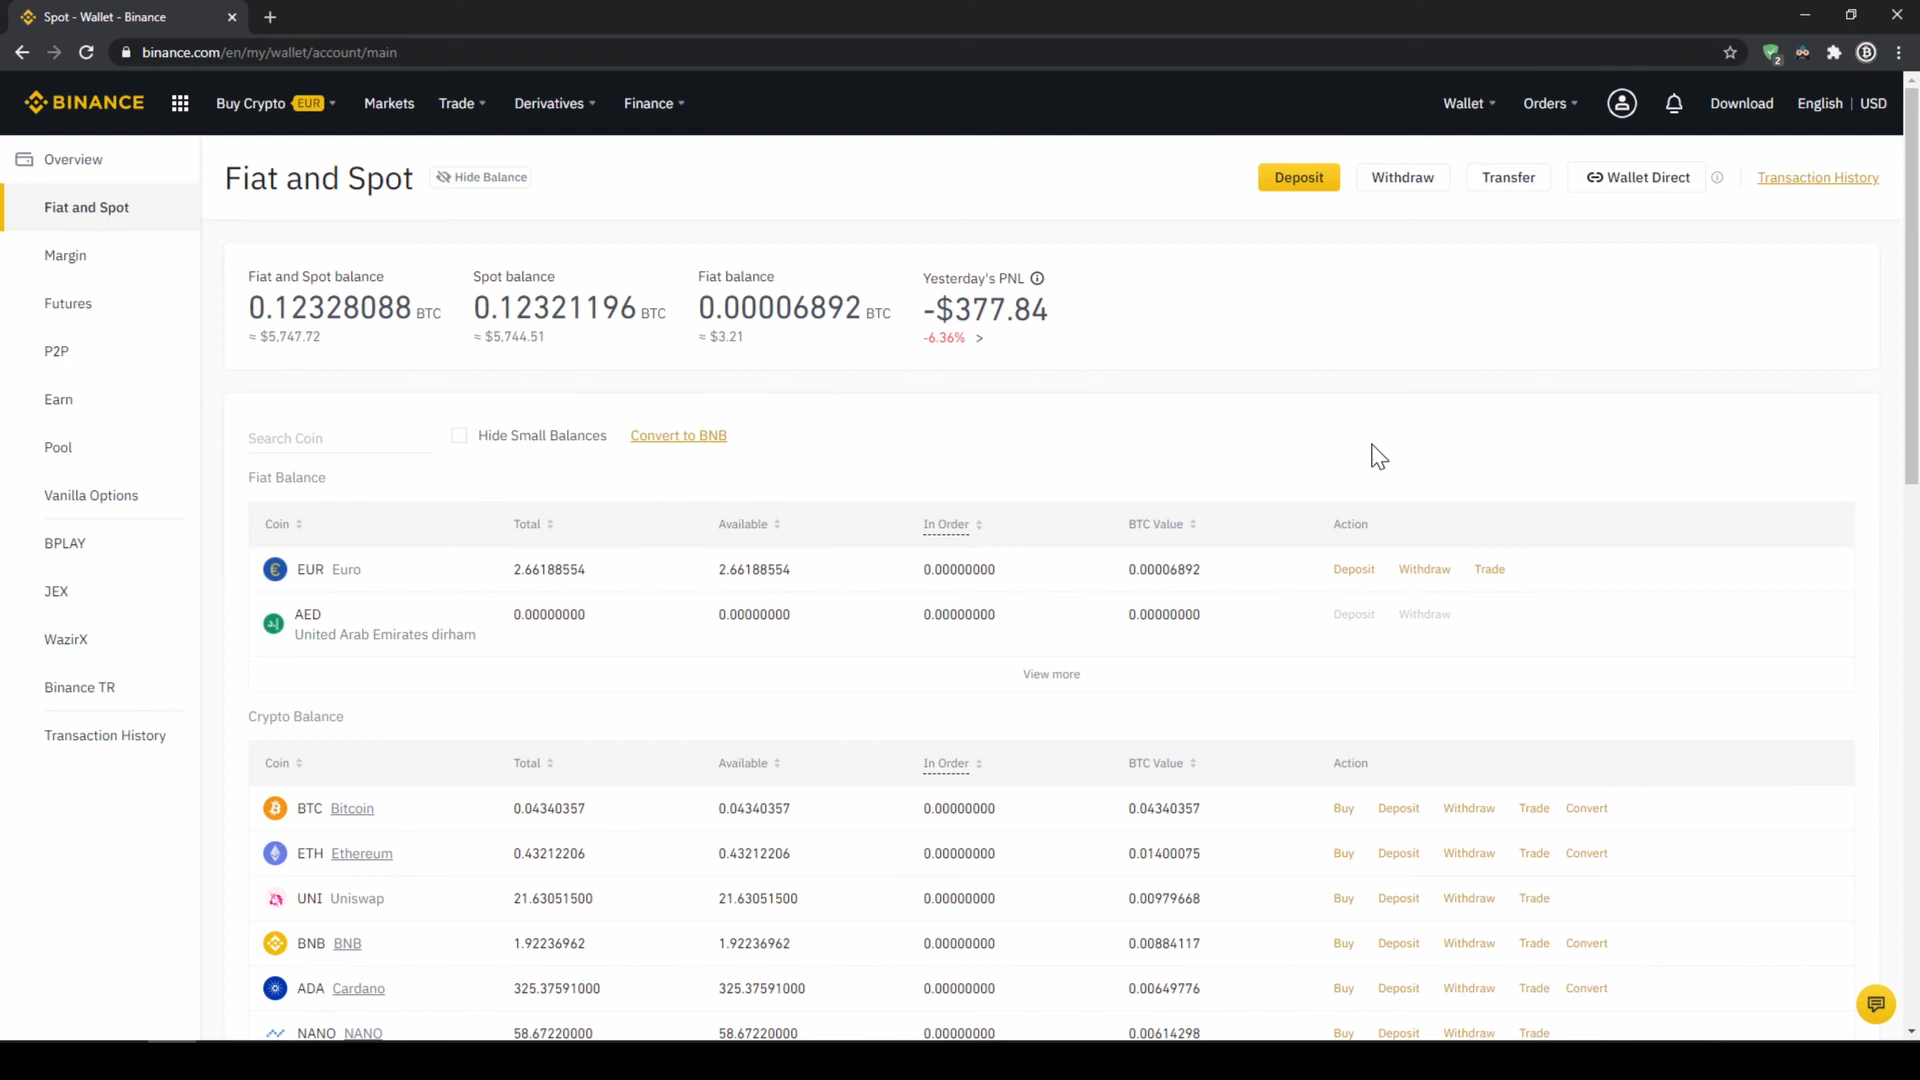 Spot - Wallet - Binance
binance.com/en/my/wallet/account/main
2
BINANCE Buy Crypto EUR Markets Trade Derivatives Finance Wallet Orders Download English | USD
Overview
Fiat and Spot
Margin
Futures
P2P
Earn
Pool
Vanilla Options
BPLAY
JEX
WazirX
Binance TR
Transaction History
Fiat and Spot Hide Balance Deposit Withdraw Transfer Wallet Direct Transaction History
Fiat and Spot balance Spot balance Fiat balance Yesterday's PNL
0.12328088 BTC 0.12321196 BTC 0.00006892 BTC -$377.84
≈ $5,747.72 ≈ $5,744.51 ≈ $3.21 -6.36% >
Search Coin Hide Small Balances Convert to BNB
Fiat Balance
Coin Total Available In Order BTC Value Action
EUR Euro 2.66188554 2.66188554 0.00000000 0.00006892 Deposit Withdraw Trade
AED 0.00000000 0.00000000 0.00000000 0.00000000 Deposit Withdraw
United Arab Emirates dirham
View more
Crypto Balance
Coin Total Available In Order BTC Value Action
BTC Bitcoin 0.04340357 0.04340357 0.00000000 0.04340357 Buy Deposit Withdraw Trade Convert
ETH Ethereum 0.43212206 0.43212206 0.00000000 0.01400075 Buy Deposit Withdraw Trade Convert
UNI Uniswap 21.63051500 21.63051500 0.00000000 0.00979668 Buy Deposit Withdraw Trade
BNB BNB 1.92236962 1.92236962 0.00000000 0.00884117 Buy Deposit Withdraw Trade Convert
ADA Cardano 325.37591000 325.37591000 0.00000000 0.00649776 Buy Deposit Withdraw Trade Convert
NANO NANO 58.67220000 58.67220000 0.00000000 0.00614298 Buy Deposit Withdraw Trade